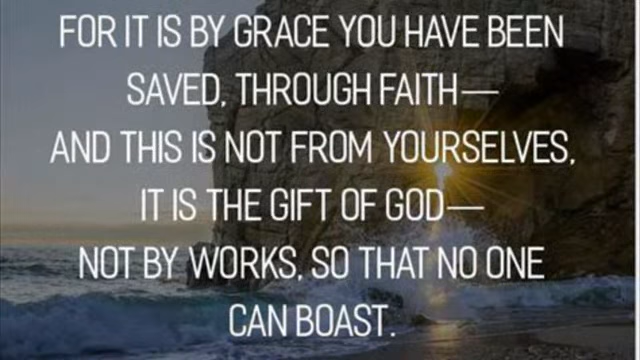 FOR IT IS BY GRACE YOU HAVE BEEN
SAVED, THROUGH FAITH—
AND THIS IS NOT FROM YOURSELVES,
IT IS THE GIFT OF GOD—
NOT BY WORKS, SO THAT NO ONE
CAN BOAST.